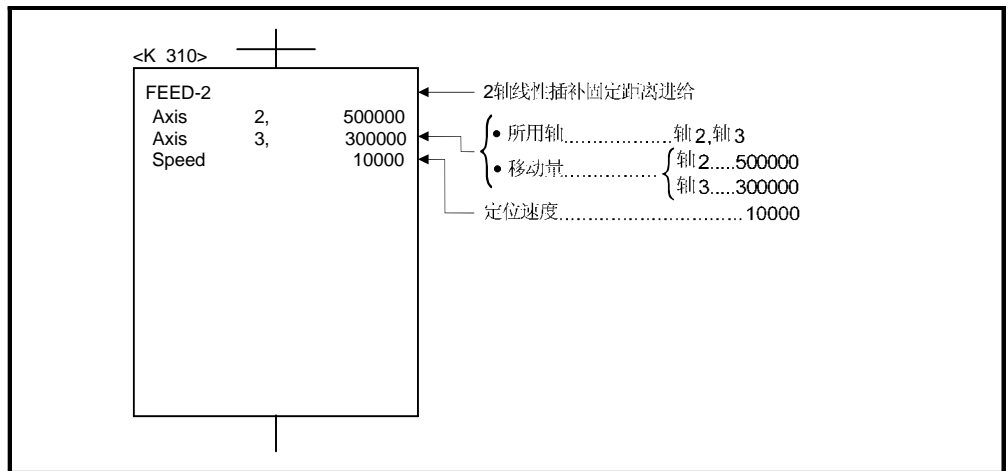 <K 310>
FEED-2
Axis 2, 500000
Axis 3, 300000
Speed 10000
2轴线性插补固定距离进给
• 所用轴..................轴2,轴3
• 移动量................
轴2.....500000
轴3.....300000
定位速度................................10000